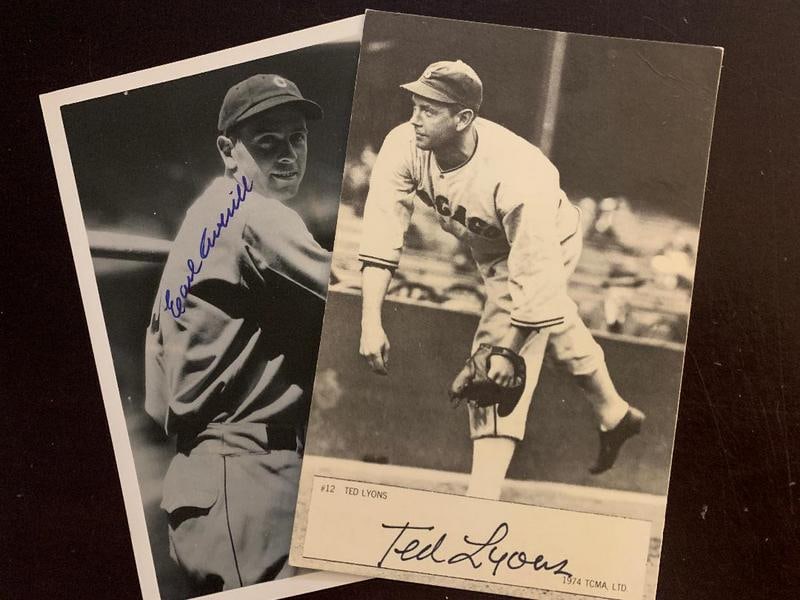 Earl Averill
C
CHICAGO
#12 TED LYONS
Ted Lyons
1974 TCMA, LTD.